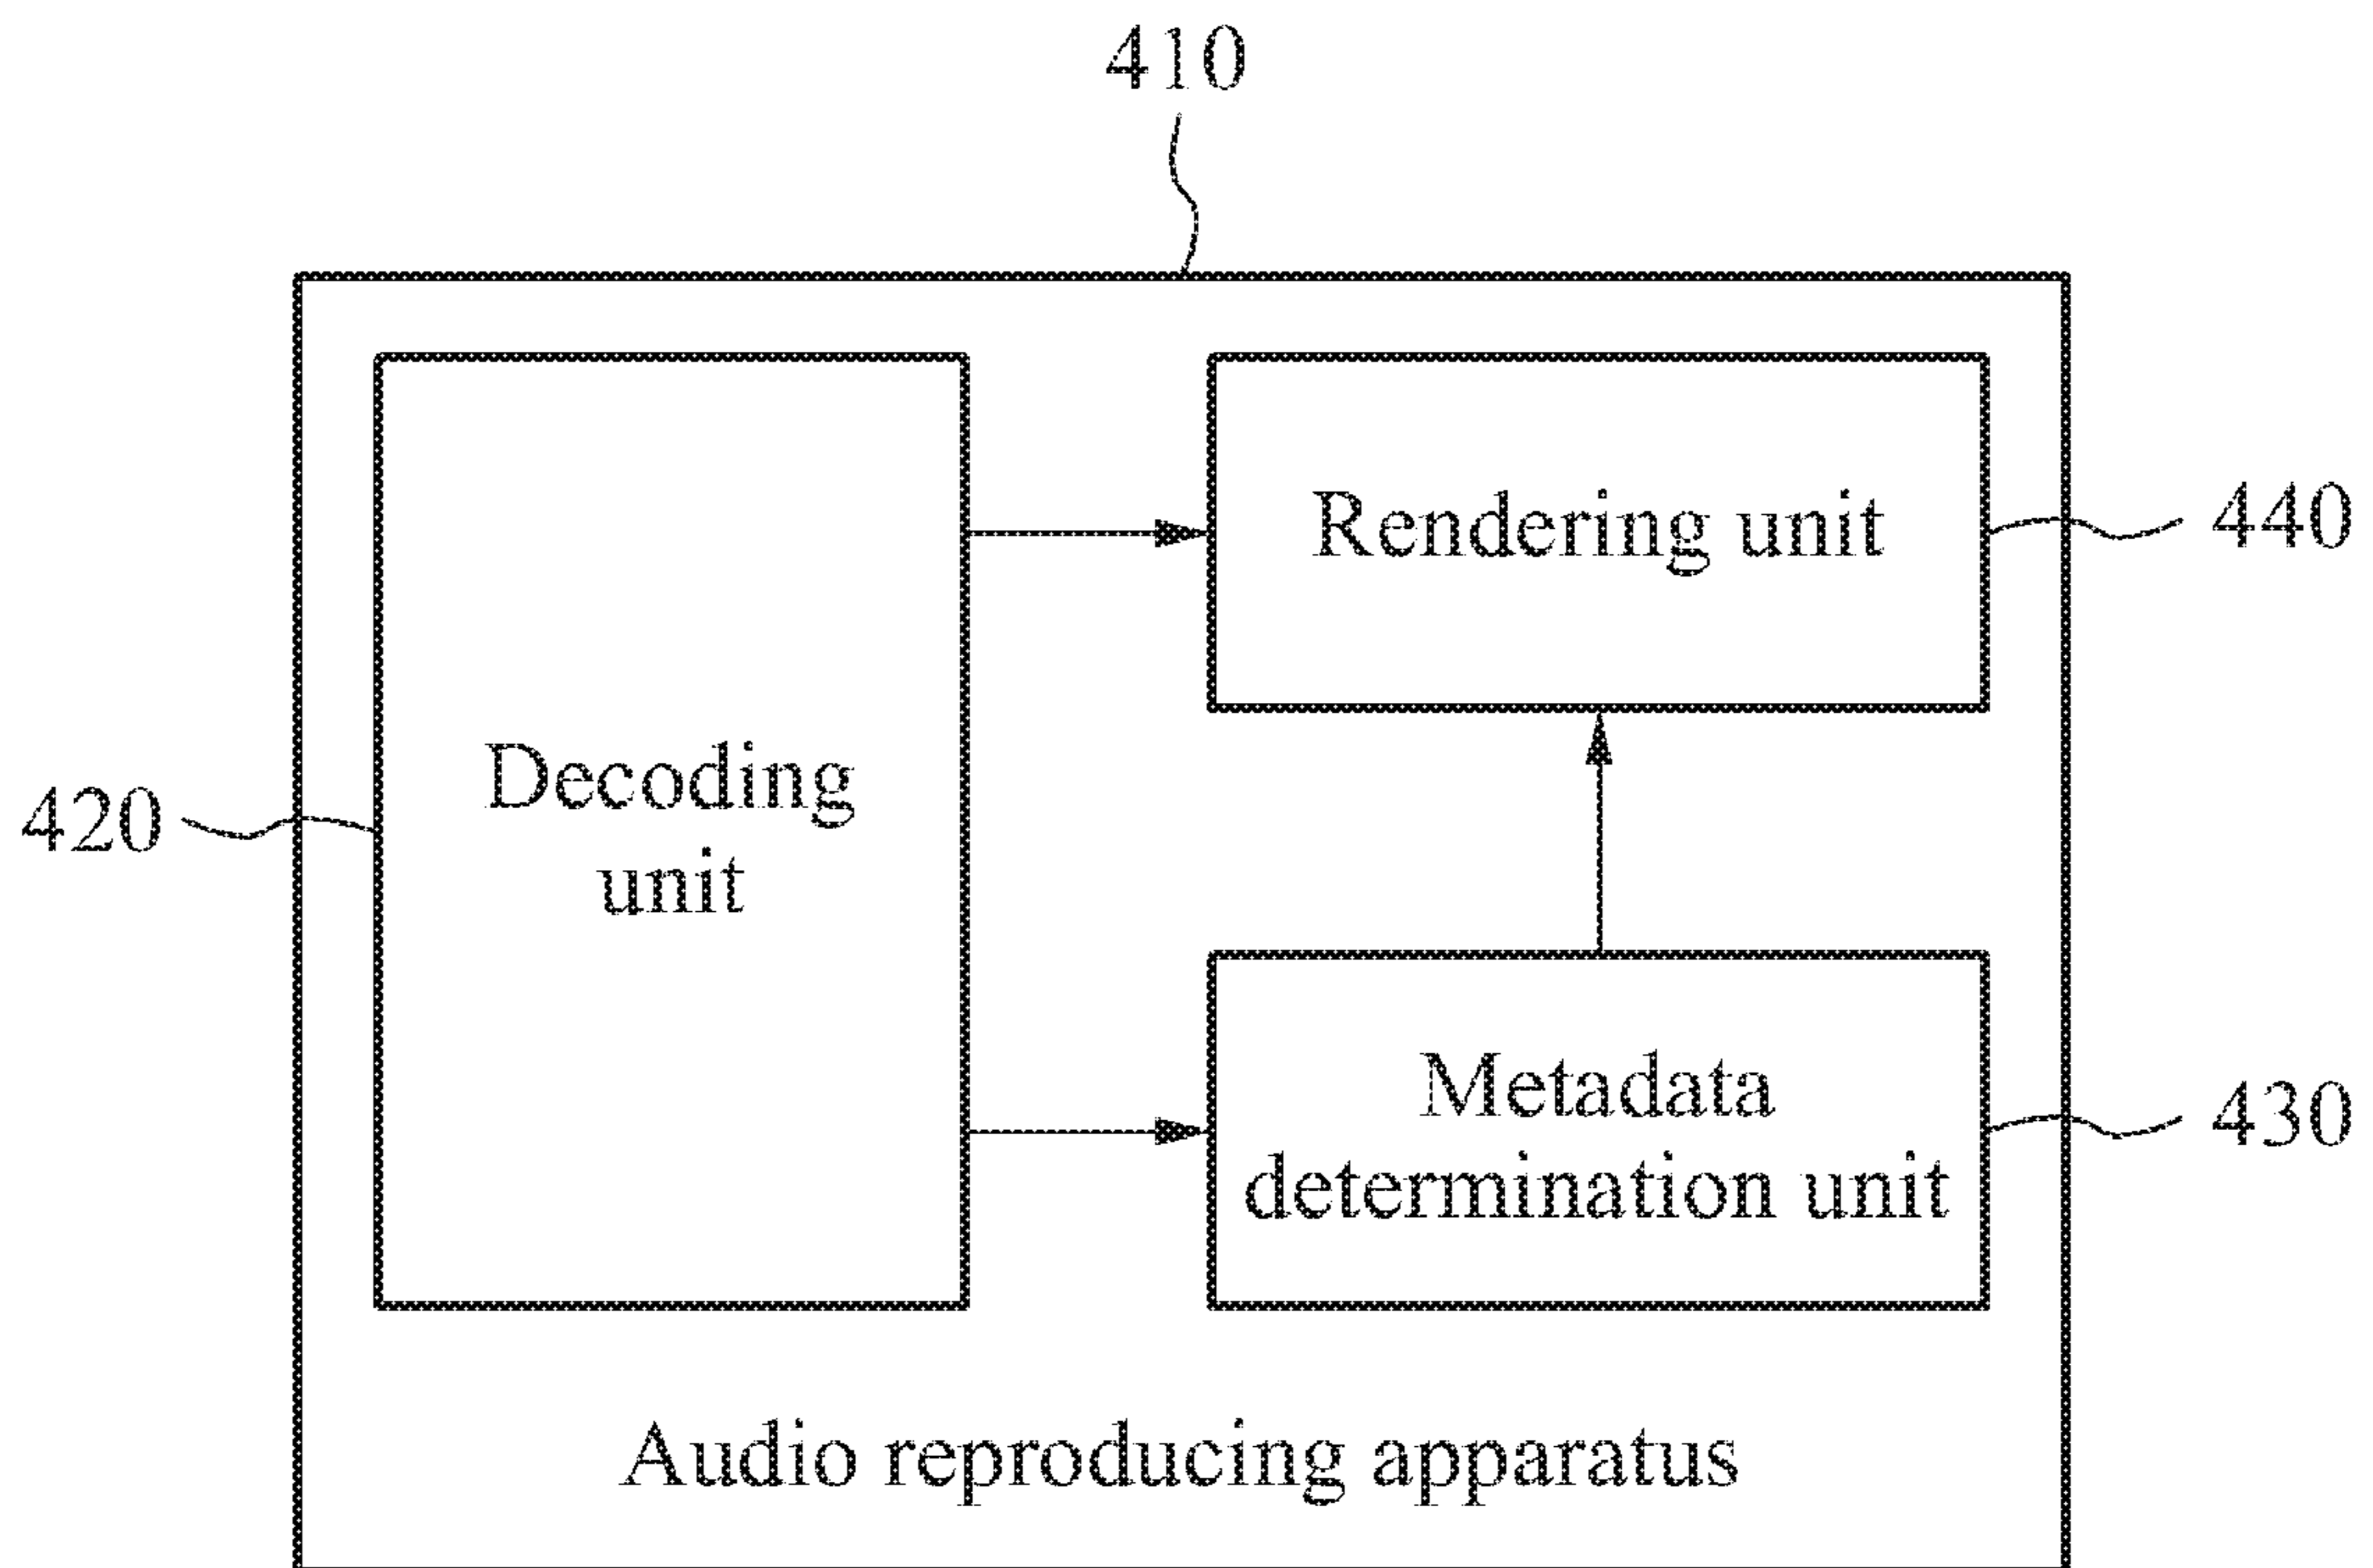 410
Rendering unit
440
Decoding
unit
420
Metadata
determination unit
430
Audio reproducing apparatus